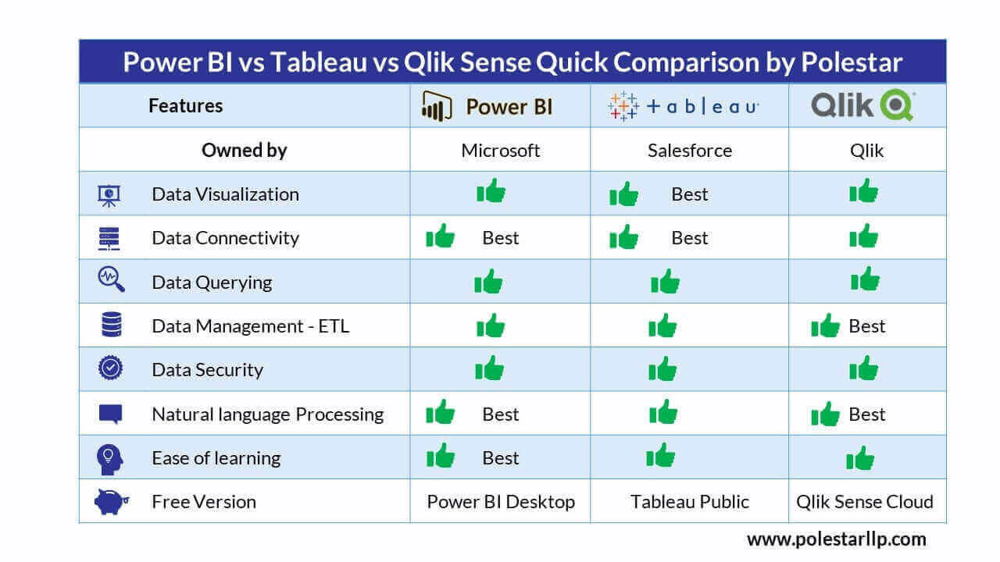 Power BI vs Tableau vs Qlik Sense Quick Comparison by Polestar
Features Power BI +ableau Qlik
Owned by Microsoft Salesforce Qlik
Data Visualization Best
Data Connectivity Best Best
Data Querying
Data Management - ETL Best
Data Security
Natural language Processing Best Best
Ease of learning Best
Free Version Power BI Desktop Tableau Public Qlik Sense Cloud
www.polestarllp.com